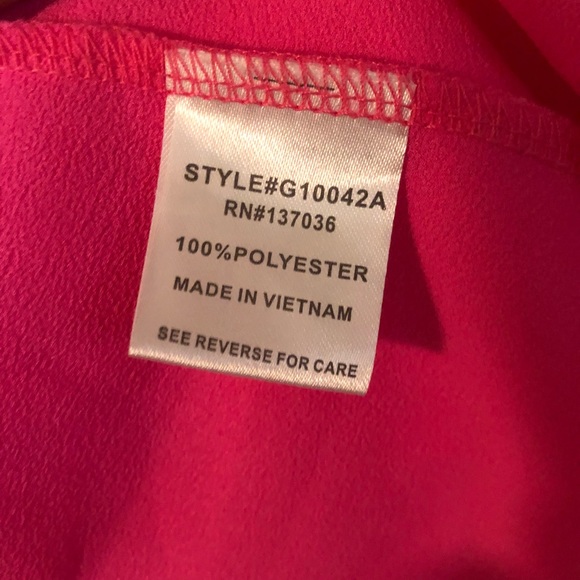 STYLE#G10042A
RN#137036
100%POLYESTER
MADE IN VIETNAM
SEE REVERSE FOR CARE